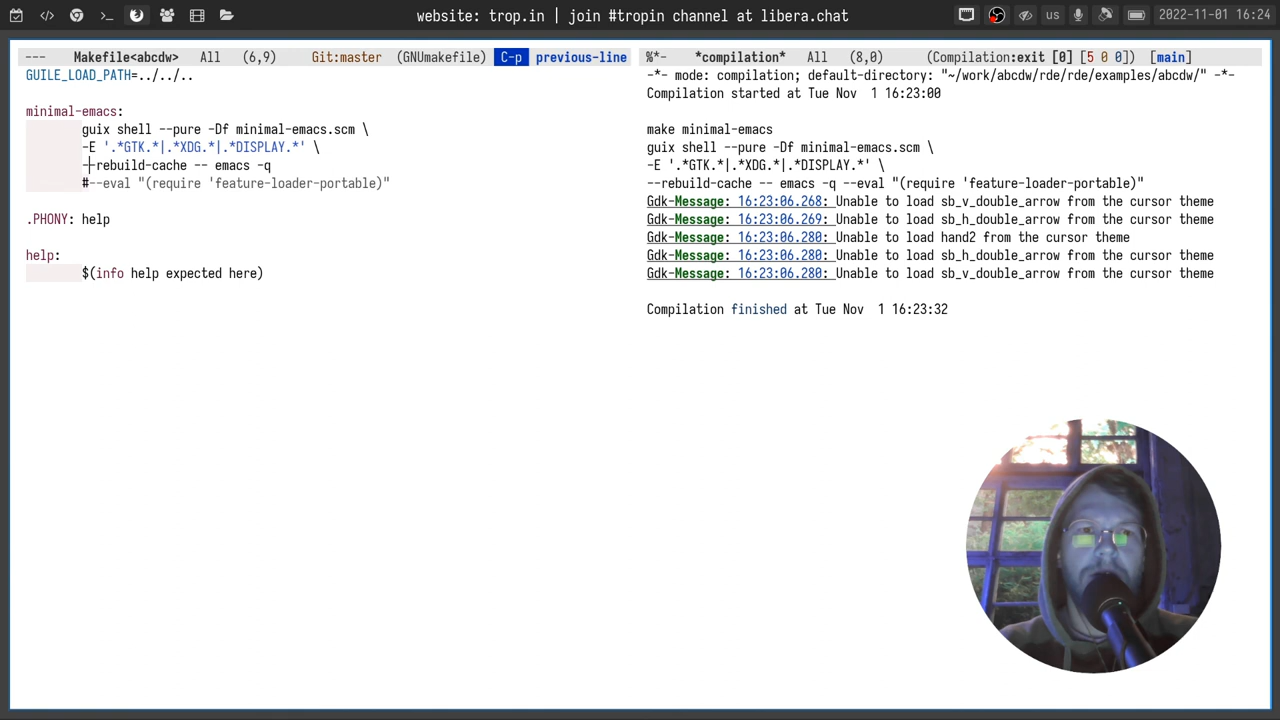 website: trop.in | join #tropin channel at libera.chat
us
2022-11-01 16:24
--- Makefile<abcdw> All (6,9) Git:master (GNUmakefile) C-p previous-line
GUILE_LOAD_PATH=../../..
minimal-emacs:
guix shell --pure -Df minimal-emacs.scm \
-E '.*GTK.*|.*XDG.*|.*DISPLAY.*' \
--rebuild-cache -- emacs -q
#--eval "(require 'feature-loader-portable)"
.PHONY: help
help:
$(info help expected here)
%*- *compilation* All (8,0) (Compilation:exit [0] [5 0 0]) [main]
-*- mode: compilation; default-directory: "~/work/abcdw/rde/rde/examples/abcdw/" -*-
Compilation started at Tue Nov 1 16:23:00
make minimal-emacs
guix shell --pure -Df minimal-emacs.scm \
-E '.*GTK.*|.*XDG.*|.*DISPLAY.*' \
--rebuild-cache -- emacs -q --eval "(require 'feature-loader-portable)"
Gdk-Message: 16:23:06.268: Unable to load sb_v_double_arrow from the cursor theme
Gdk-Message: 16:23:06.269: Unable to load sb_h_double_arrow from the cursor theme
Gdk-Message: 16:23:06.280: Unable to load hand2 from the cursor theme
Gdk-Message: 16:23:06.280: Unable to load sb_h_double_arrow from the cursor theme
Gdk-Message: 16:23:06.280: Unable to load sb_v_double_arrow from the cursor theme
Compilation finished at Tue Nov 1 16:23:32